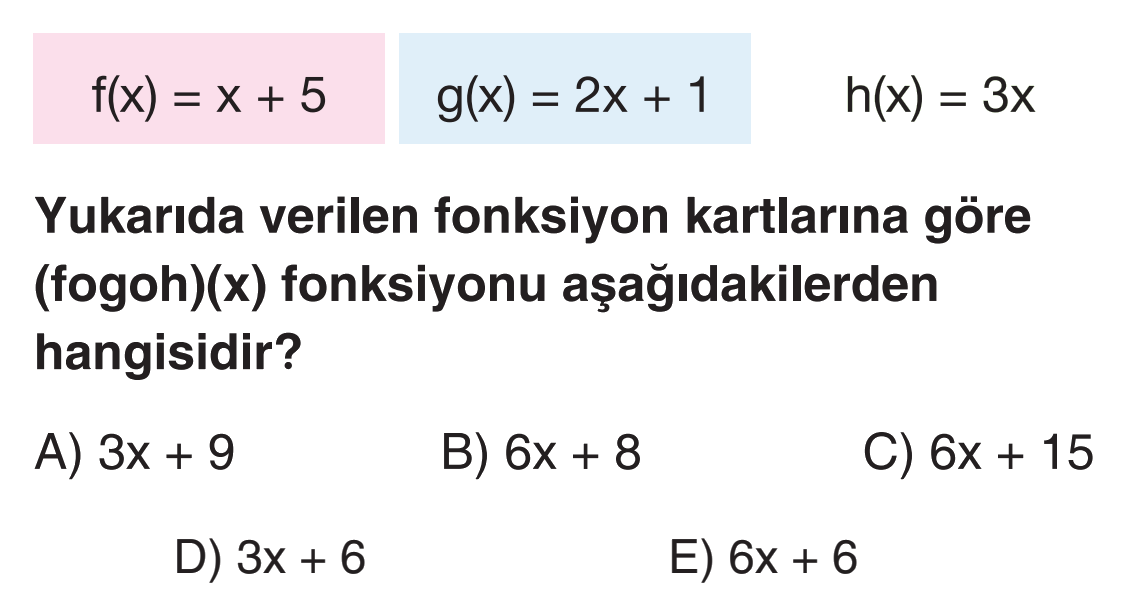 f(x) = x + 5 g(x) = 2x + 1 h(x) = 3x
Yukarıda verilen fonksiyon kartlarına göre
(fogoh)(x) fonksiyonu aşağıdakilerden
hangisidir?
A) 3x + 9 B) 6x + 8 C) 6x + 15
D) 3x + 6 E) 6x + 6